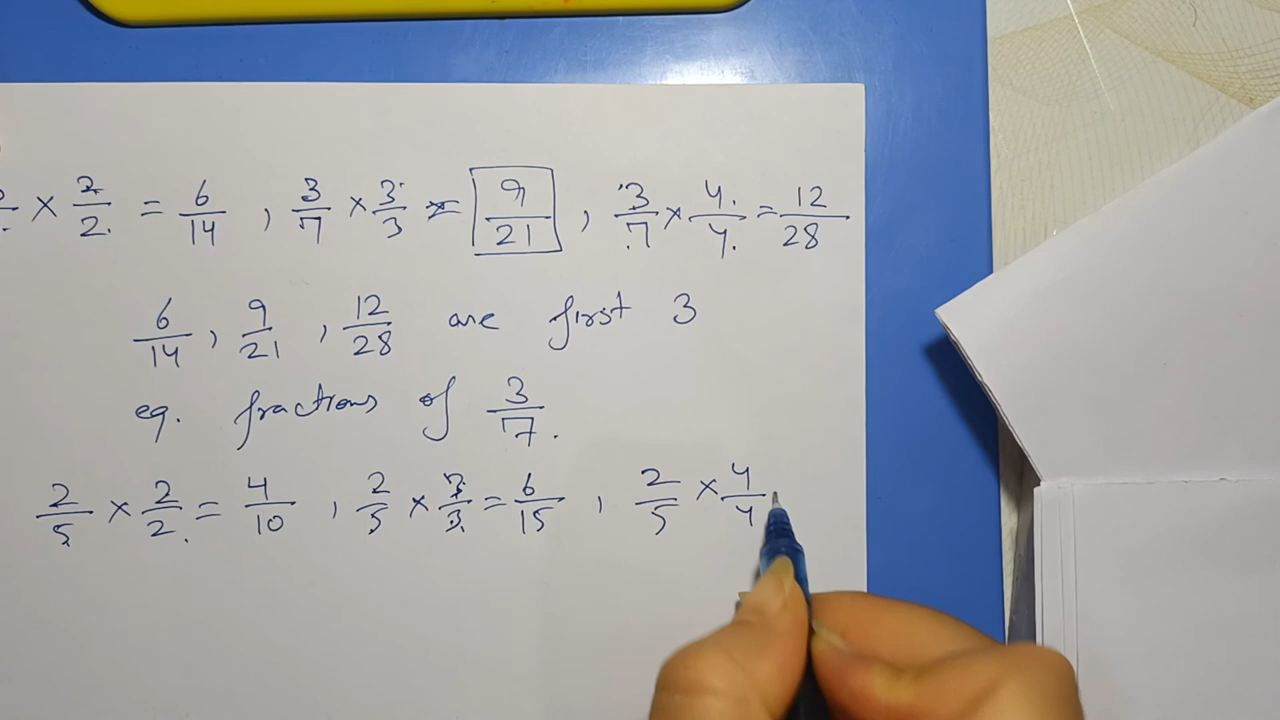 × 2/2 = 6/14 , 3/7 × 3/3 = 9/21 , 3/7 × 4/4 = 12/28
6/14 , 9/21 , 12/28 are first 3
eq. fractions of 3/7.
2/5 × 2/2 = 4/10 , 2/5 × 3/3 = 6/15 , 2/5 × 4/4